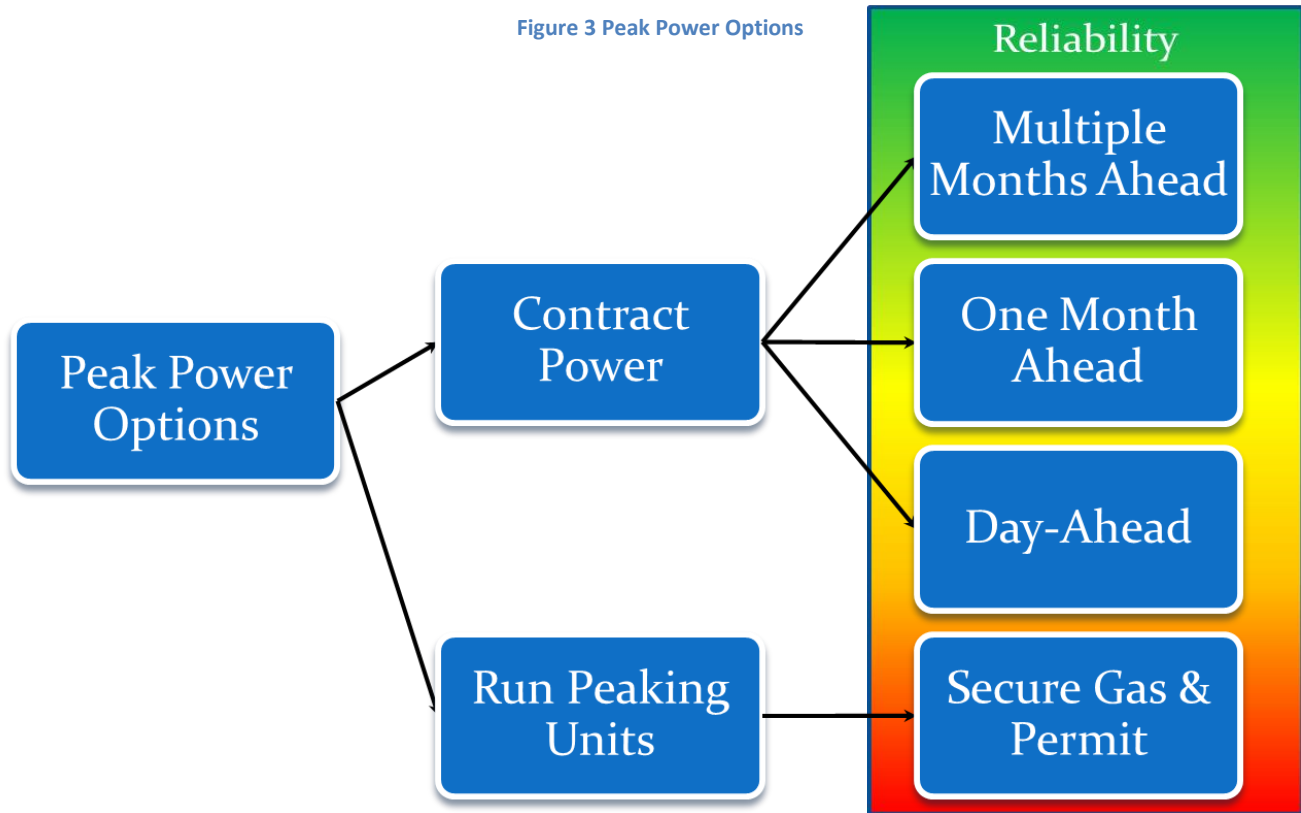 Figure 3 Peak Power Options
Reliability
Peak Power
Options
Contract
Power
Run Peaking
Units
Multiple
Months Ahead
One Month
Ahead
Day-Ahead
Secure Gas &
Permit